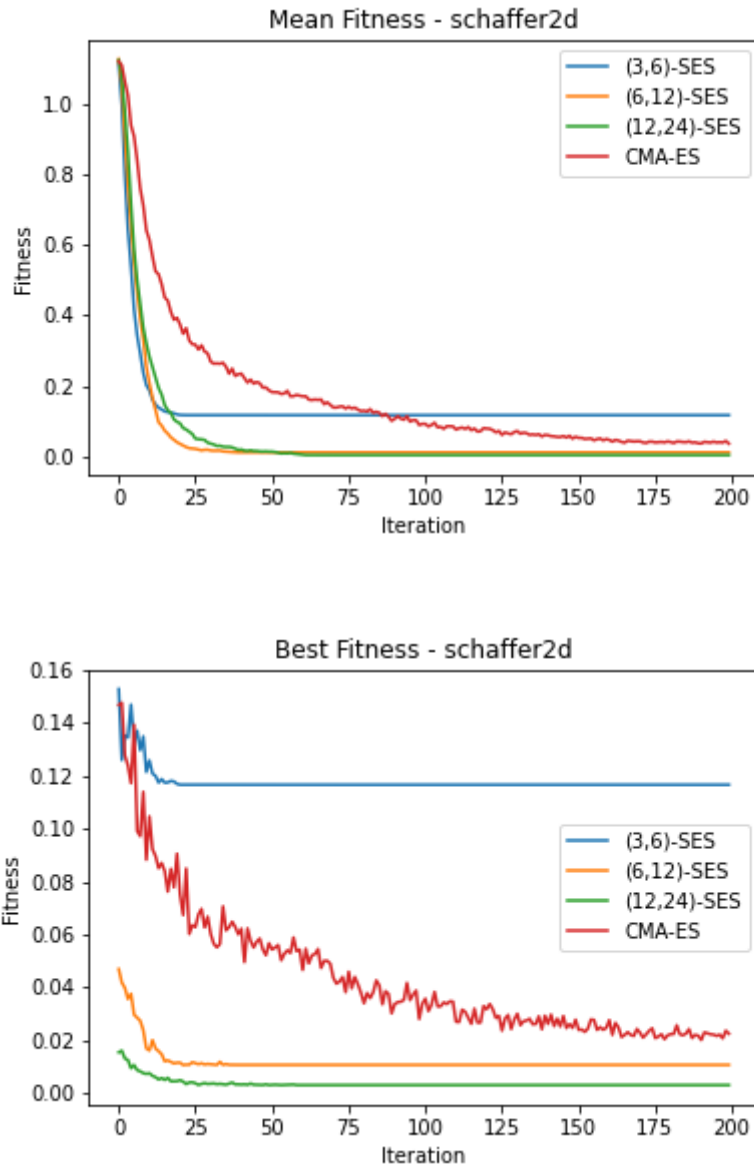 Mean Fitness - schaffer2d
(3,6)-SES
(6,12)-SES
(12,24)-SES
CMA-ES
Fitness
1.0
0.8
0.6
0.4
0.2
0.0
0 25 50 75 100 125 150 175 200
Iteration
Best Fitness - schaffer2d
0.16
0.14
0.12
0.10
0.08
0.06
0.04
0.02
0.00
Fitness
(3,6)-SES
(6,12)-SES
(12,24)-SES
CMA-ES
0 25 50 75 100 125 150 175 200
Iteration